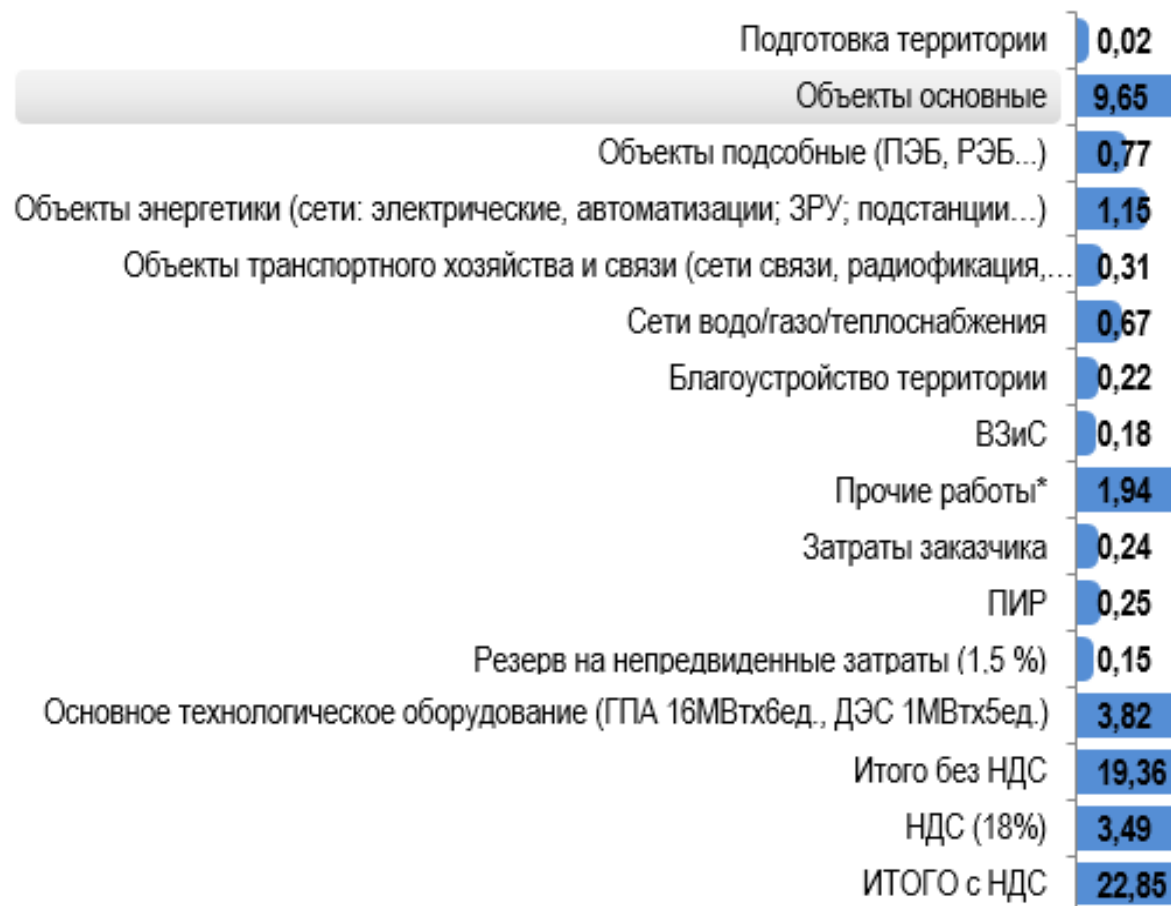 Подготовка территории 0,02
Объекты основные 9,65
Объекты подсобные (ПЭБ, РЭБ...) 0,77
Объекты энергетики (сети: электрические, автоматизации; ЗРУ; подстанции…) 1,15
Объекты транспортного хозяйства и связи (сети связи, радиофикация,… 0,31
Сети водо/газо/теплоснабжения 0,67
Благоустройство территории 0,22
ВЗиС 0,18
Прочие работы* 1,94
Затраты заказчика 0,24
ПИР 0,25
Резерв на непредвиденные затраты (1,5 %) 0,15
Основное технологическое оборудование (ГПА 16МВтх6ед., ДЭС 1МВтх5ед.) 3,82
Итого без НДС 19,36
НДС (18%) 3,49
ИТОГО с НДС 22,85